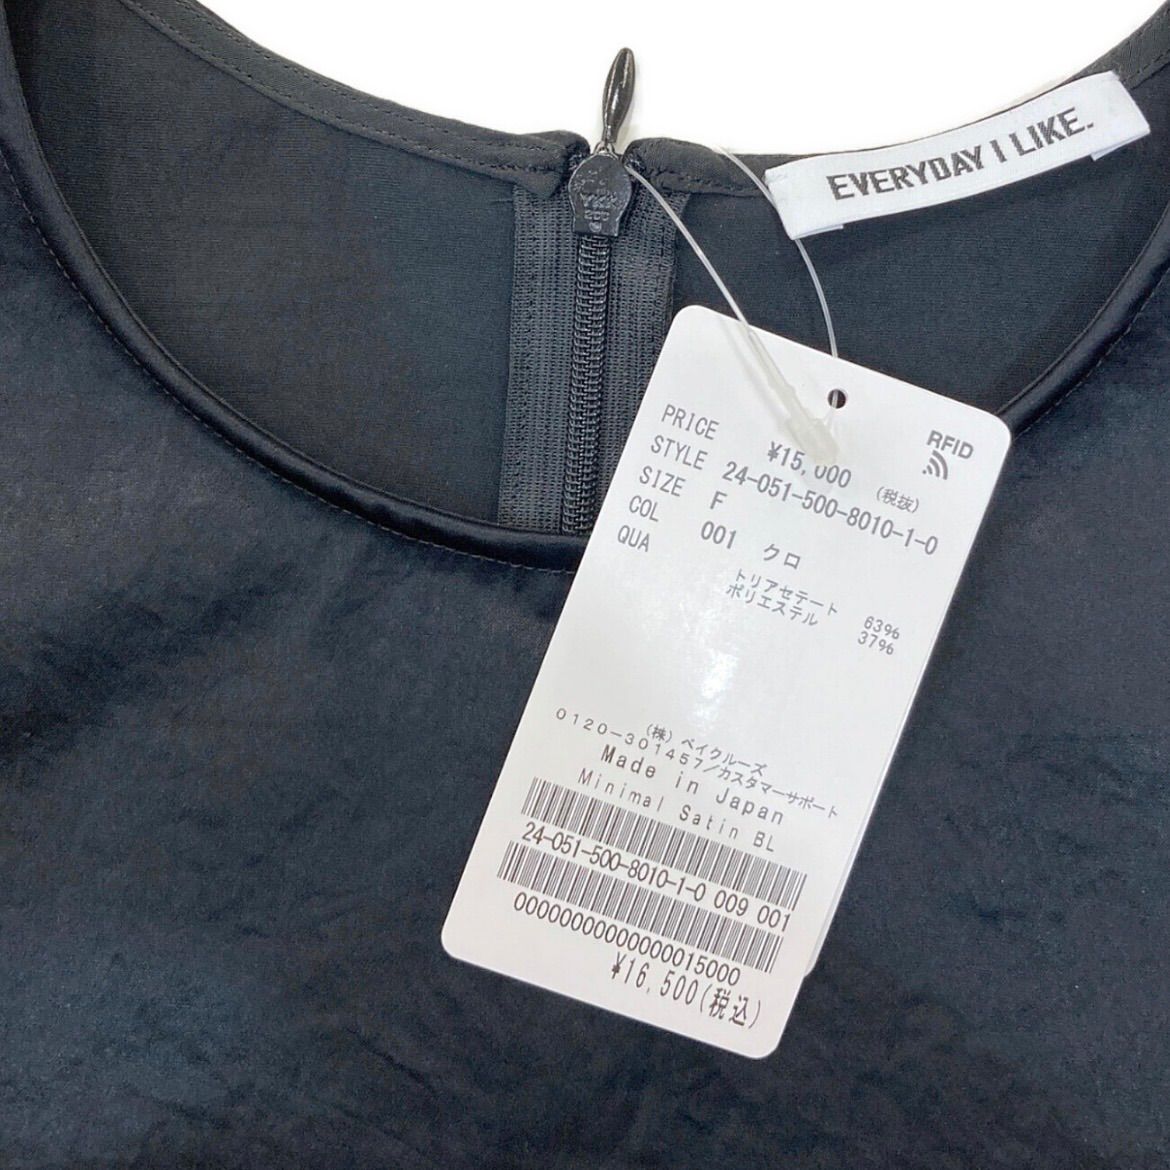 EVERYDAY I LIKE.
RFID
PRICE ¥15,000 (税抜)
STYLE 24-051-500-8010-1-0
SIZE F
COL 001 クロ
QUA トリアセテート 63%
ポリエステル 37%
(株) ベイクルーズ
0120-301457/カスタマーサポート
Made in Japan
Minimal Satin BL
24-051-500-8010-1-0 009 001
0000000000000015000
¥16,500(税込)